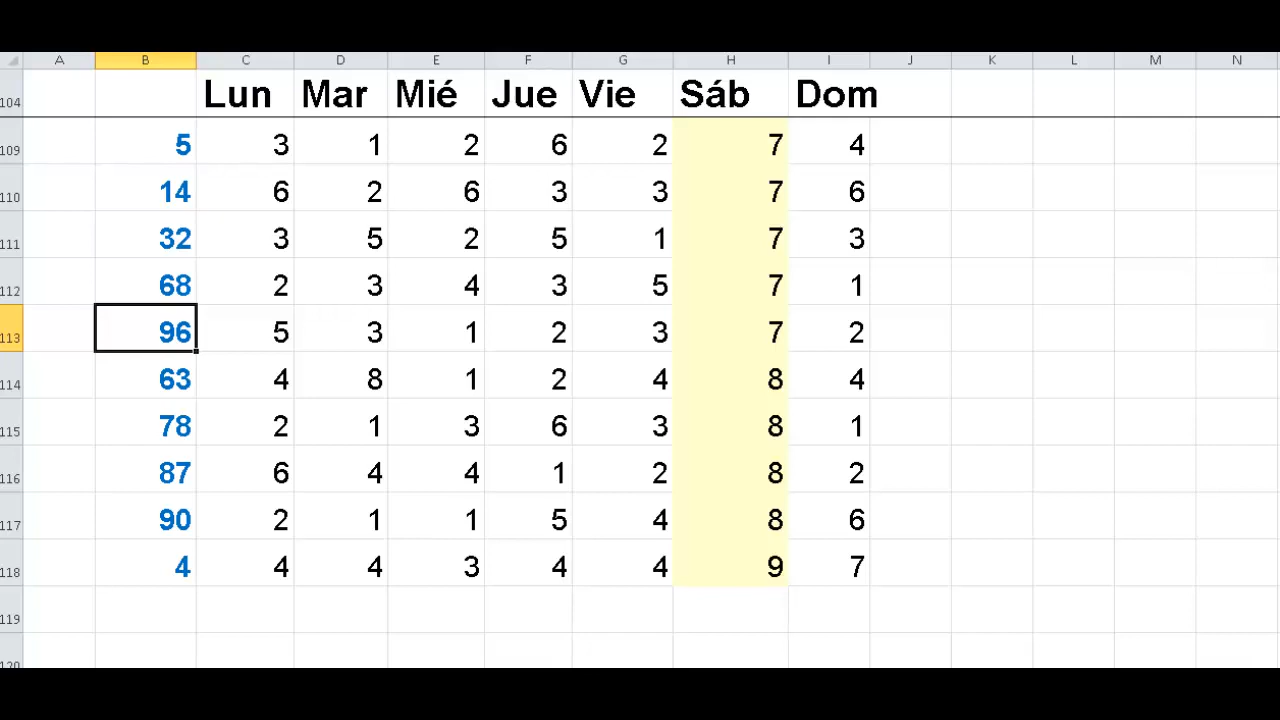 A B C D E F G H I J K L M N
104 Lun Mar Mié Jue Vie Sáb Dom
109 5 3 1 2 6 2 7 4
110 14 6 2 6 3 3 7 6
111 32 3 5 2 5 1 7 3
112 68 2 3 4 3 5 7 1
113 96 5 3 1 2 3 7 2
114 63 4 8 1 2 4 8 4
115 78 2 1 3 6 3 8 1
116 87 6 4 4 1 2 8 2
117 90 2 1 1 5 4 8 6
118 4 4 4 3 4 4 9 7
119
120